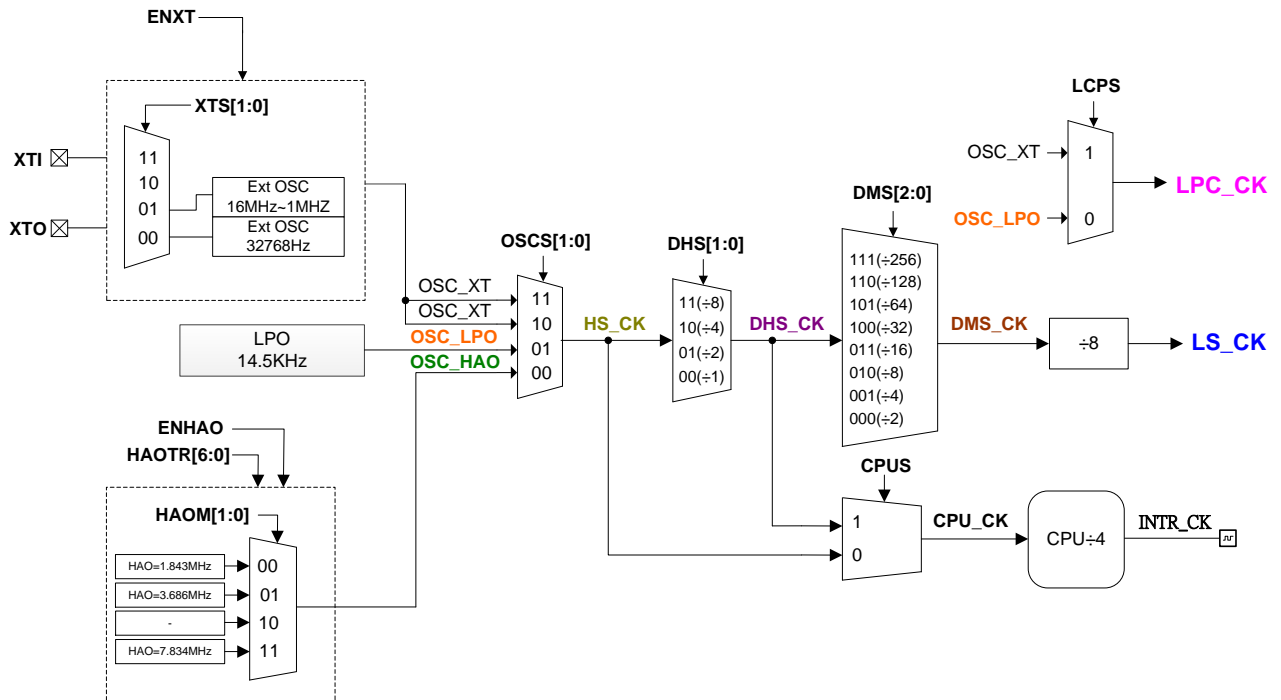 ENXT
XTS[1:0]
XTI
XTO
11
10
01
00
Ext OSC
16MHz~1MHZ
Ext OSC
32768Hz
LPO
14.5KHz
OSCS[1:0]
OSC_XT
OSC_XT
OSC_LPO
OSC_HAO
11
10
01
00
HS_CK
DHS[1:0]
11(÷8)
10(÷4)
01(÷2)
00(÷1)
DHS_CK
DMS[2:0]
111(÷256)
110(÷128)
101(÷64)
100(÷32)
011(÷16)
010(÷8)
001(÷4)
000(÷2)
DMS_CK
÷8
LS_CK
LCPS
OSC_XT
OSC_LPO
1
0
LPC_CK
ENHAO
HAOTR[6:0]
HAOM[1:0]
HAO=1.843MHz
HAO=3.686MHz
-
HAO=7.834MHz
00
01
10
11
CPUS
1
0
CPU_CK
CPU÷4
INTR_CK